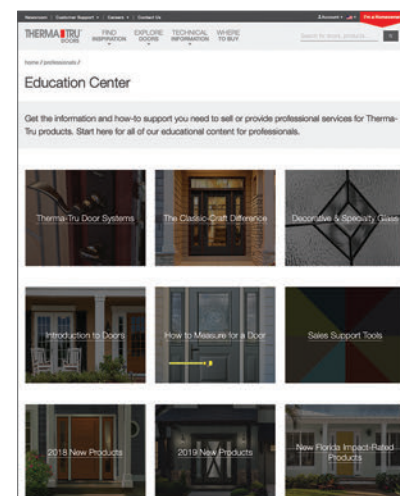 Newsroom | Customer Support | Careers | Contact Us
Account
I'm a Homeowner
THERMA TRU
DOORS
FIND
INSPIRATION
EXPLORE
DOORS
TECHNICAL
INFORMATION
WHERE
TO BUY
home / professionals /
Education Center
Get the information and how-to support you need to sell or provide professional services for Therma-
Tru products. Start here for all of our educational content for professionals.
Therma-Tru Door Systems
The Classic-Craft Difference
Decorative & Specialty Glass
Introduction to Doors
How to Measure for a Door
Sales Support Tools
2018 New Products
2019 New Products
New Florida Impact-Rated
Products